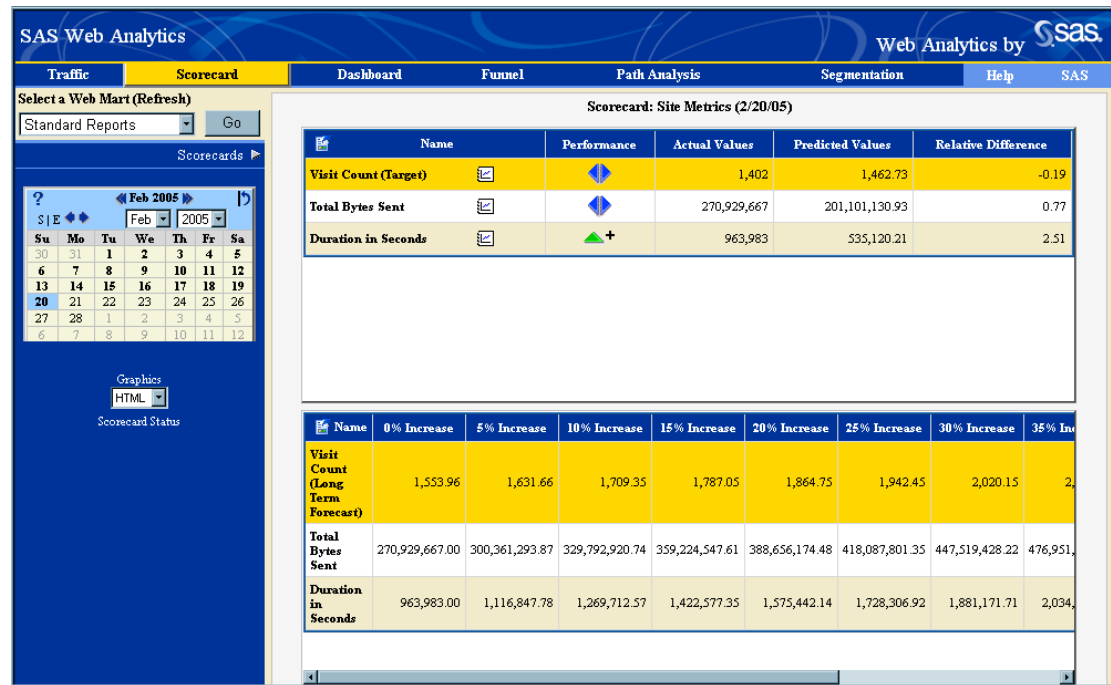 SAS Web Analytics
Web Analytics by sas.
Traffic Scorecard Dashboard Funnel Path Analysis Segmentation Help SAS
Select a Web Mart (Refresh)
Standard Reports Go
Scorecards
? Feb 2005
S|E Feb 2005
Su Mo Tu We Th Fr Sa
30 31 1 2 3 4 5
6 7 8 9 10 11 12
13 14 15 16 17 18 19
20 21 22 23 24 25 26
27 28 1 2 3 4 5
6 7 8 9 10 11 12
Graphics
HTML
Scorecard Status
Scorecard: Site Metrics (2/20/05)
Name Performance Actual Values Predicted Values Relative Difference
Visit Count (Target) 1,402 1,462.73 -0.19
Total Bytes Sent 270,929,667 201,101,130.93 0.77
Duration in Seconds + 963,983 535,120.21 2.51
Name 0% Increase 5% Increase 10% Increase 15% Increase 20% Increase 25% Increase 30% Increase 35% Inc
Visit
Count
(Long
Term
Forecast) 1,553.96 1,631.66 1,709.35 1,787.05 1,864.75 1,942.45 2,020.15 2,
Total
Bytes
Sent 270,929,667.00 300,361,293.87 329,792,920.74 359,224,547.61 388,656,174.48 418,087,801.35 447,519,428.22 476,951,
Duration
in
Seconds 963,983.00 1,116,847.78 1,269,712.57 1,422,577.35 1,575,442.14 1,728,306.92 1,881,171.71 2,034,